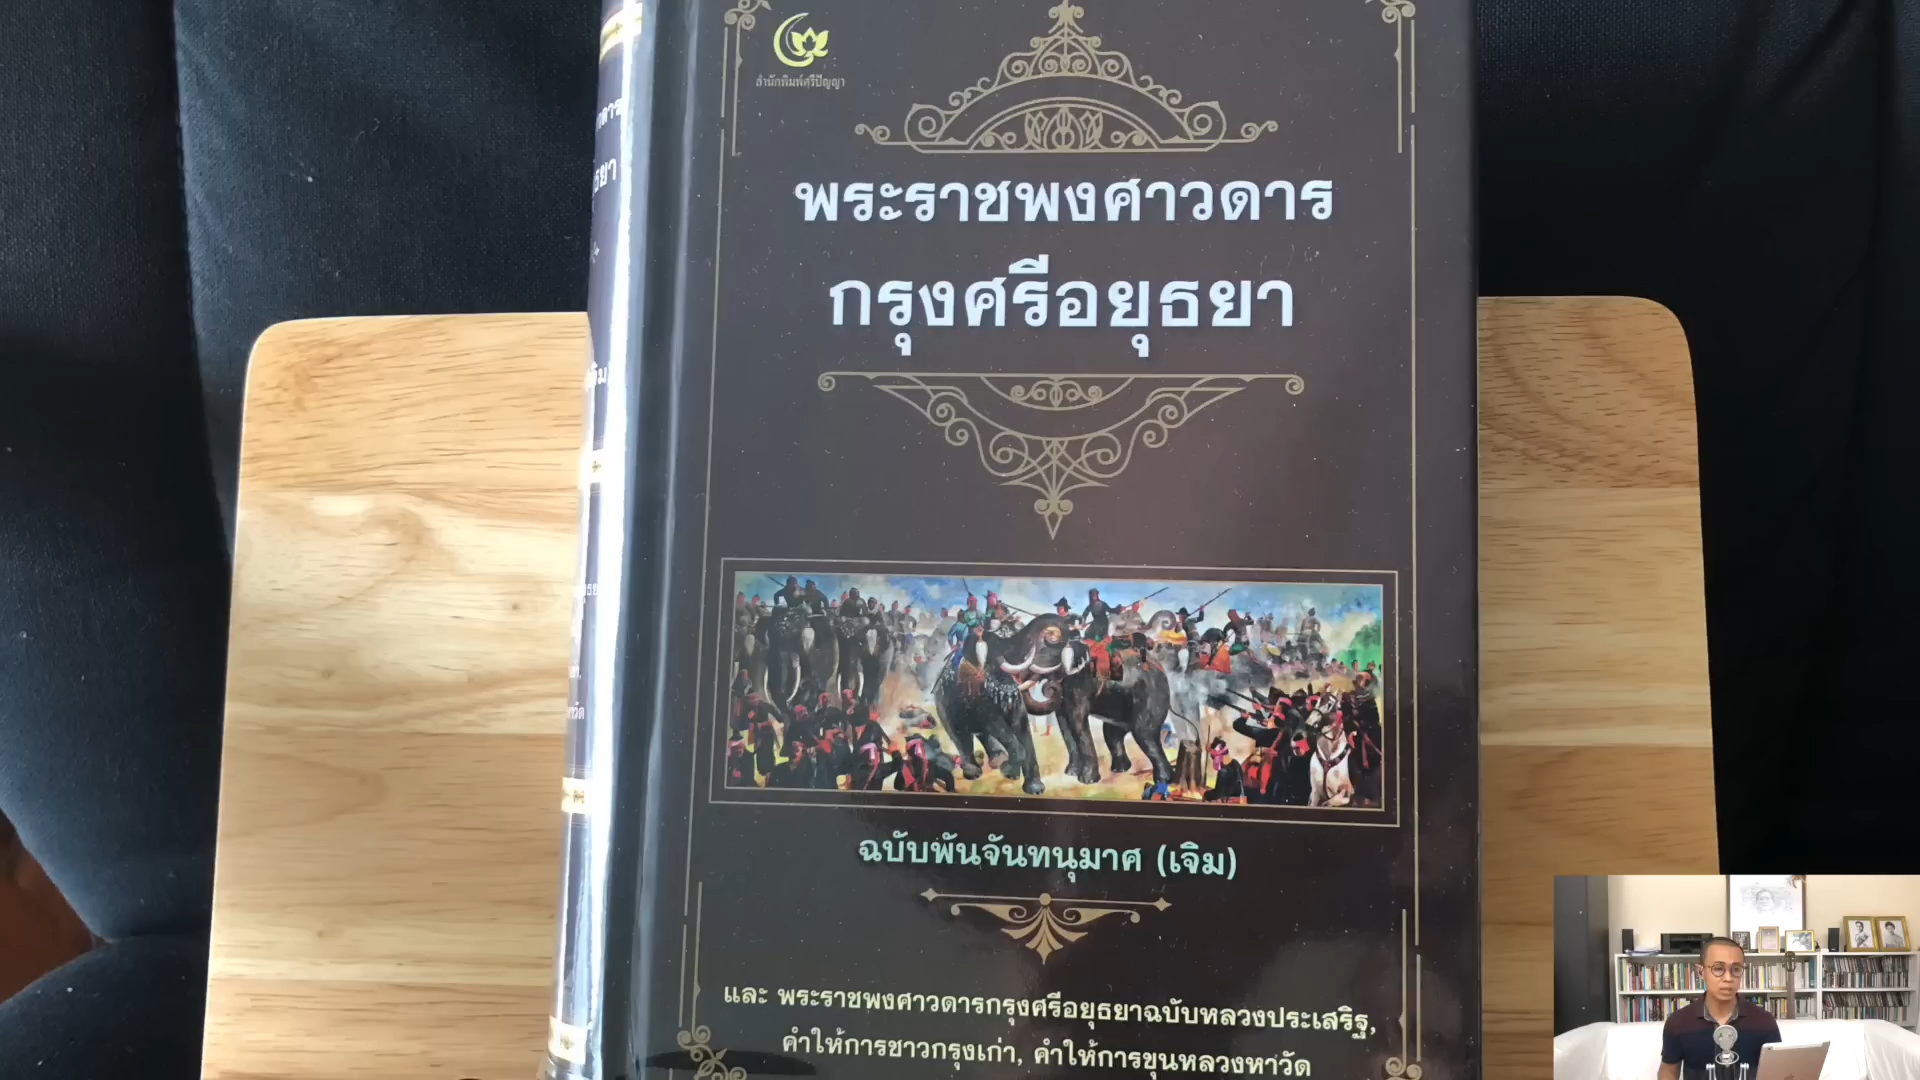 สำนักพิมพ์ศรีปัญญา
พระราชพงศาวดาร
กรุงศรีอยุธยา
ฉบับพันจันทนุมาศ (เจิม)
และ พระราชพงศาวดารกรุงศรีอยุธยาฉบับหลวงประเสริฐ,
คำให้การชาวกรุงเก่า, คำให้การขุนหลวงหาวัด